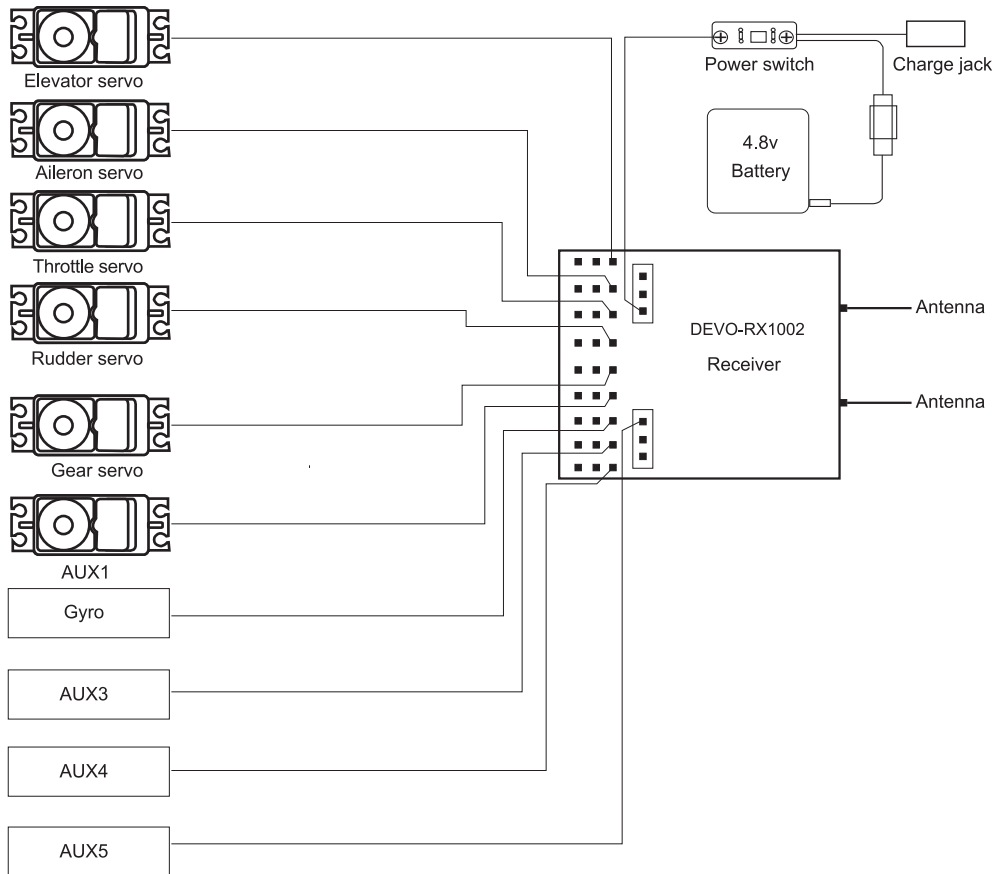 Elevator servo
Aileron servo
Throttle servo
Rudder servo
Gear servo
AUX1
Gyro
AUX3
AUX4
AUX5
Power switch
Charge jack
4.8v
Battery
DEVO-RX1002
Receiver
Antenna
Antenna